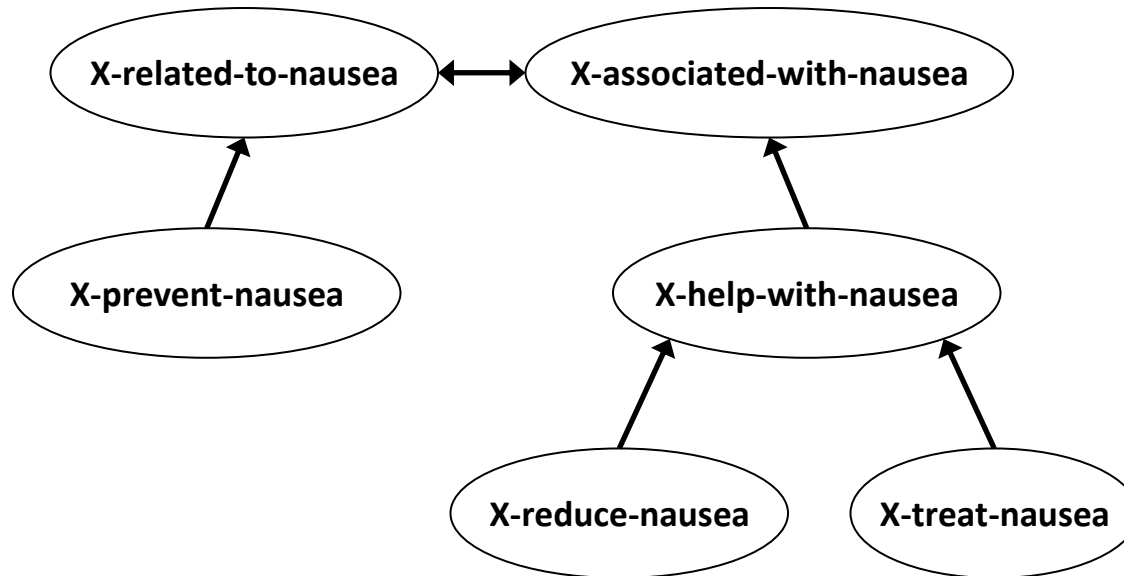 X-related-to-nausea
X-associated-with-nausea
X-prevent-nausea
X-help-with-nausea
X-reduce-nausea
X-treat-nausea